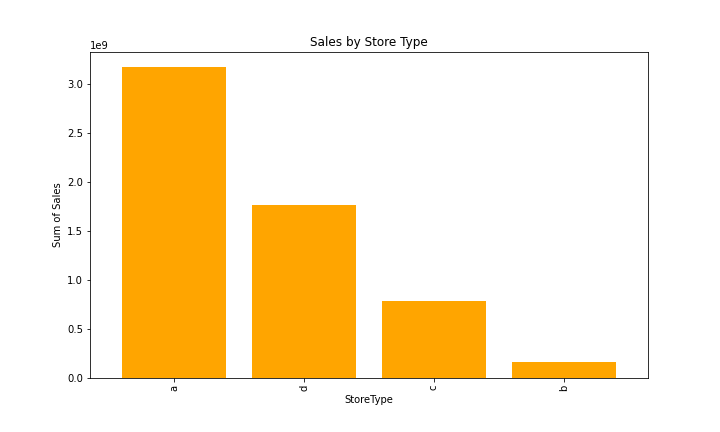 Sales by Store Type
1e9
3.0
2.5
2.0
1.5
1.0
0.5
0.0
Sum of Sales
a
d
c
b
StoreType